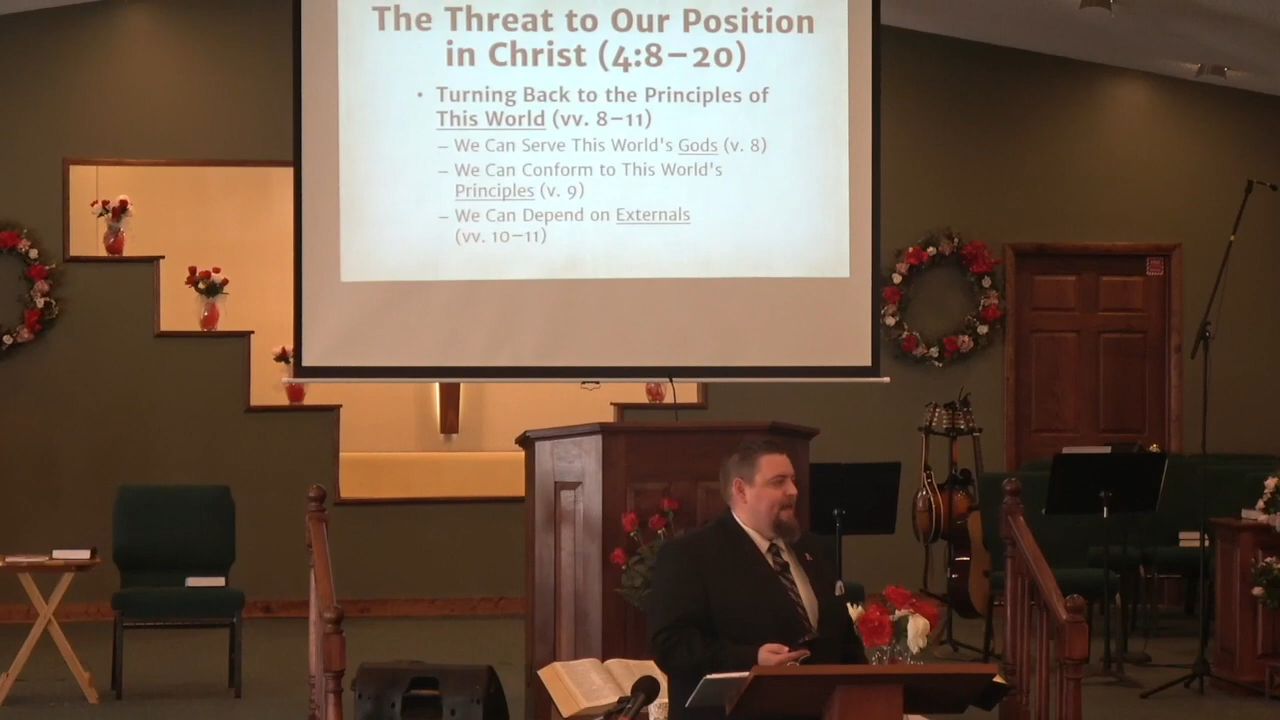 The Threat to Our Position
in Christ (4:8–20)
• Turning Back to the Principles of
This World (vv. 8–11)
– We Can Serve This World's Gods (v. 8)
– We Can Conform to This World's
Principles (v. 9)
– We Can Depend on Externals
(vv. 10–11)